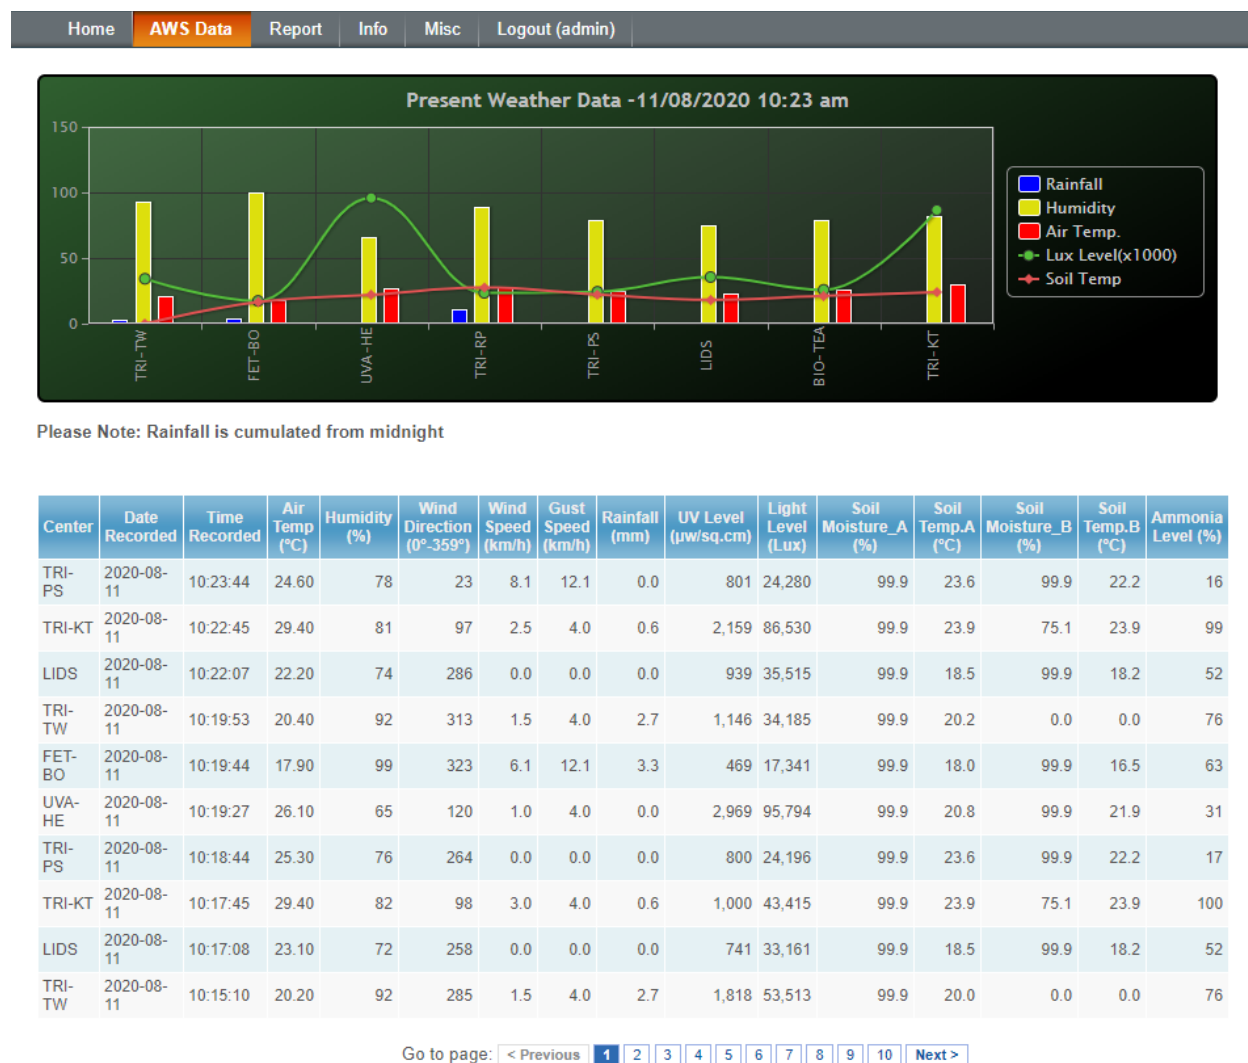 Home AWS Data Report Info Misc Logout (admin)
Present Weather Data -11/08/2020 10:23 am
150
100
50
0
TRI-TW FET-BO UVA-HE TRI-RP TRI-PS LIDS BIO-TEA TRI-KT
Rainfall
Humidity
Air Temp.
Lux Level(x1000)
Soil Temp
Please Note: Rainfall is cumulated from midnight
Center Date Recorded Time Recorded Air Temp (°C) Humidity (%) Wind Direction (0°-359°) Wind Speed (km/h) Gust Speed (km/h) Rainfall (mm) UV Level (µw/sq.cm) Light Level (Lux) Soil Moisture_A (%) Soil Temp.A (°C) Soil Moisture_B (%) Soil Temp.B (°C) Ammonia Level (%)
TRI-PS 2020-08-11 10:23:44 24.60 78 23 8.1 12.1 0.0 801 24,280 99.9 23.6 99.9 22.2 16
TRI-KT 2020-08-11 10:22:45 29.40 81 97 2.5 4.0 0.6 2,159 86,530 99.9 23.9 75.1 23.9 99
LIDS 2020-08-11 10:22:07 22.20 74 286 0.0 0.0 0.0 939 35,515 99.9 18.5 99.9 18.2 52
TRI-TW 2020-08-11 10:19:53 20.40 92 313 1.5 4.0 2.7 1,146 34,185 99.9 20.2 0.0 0.0 76
FET-BO 2020-08-11 10:19:44 17.90 99 323 6.1 12.1 3.3 469 17,341 99.9 18.0 99.9 16.5 63
UVA-HE 2020-08-11 10:19:27 26.10 65 120 1.0 4.0 0.0 2,969 95,794 99.9 20.8 99.9 21.9 31
TRI-PS 2020-08-11 10:18:44 25.30 76 264 0.0 0.0 0.0 800 24,196 99.9 23.6 99.9 22.2 17
TRI-KT 2020-08-11 10:17:45 29.40 82 98 3.0 4.0 0.6 1,000 43,415 99.9 23.9 75.1 23.9 100
LIDS 2020-08-11 10:17:08 23.10 72 258 0.0 0.0 0.0 741 33,161 99.9 18.5 99.9 18.2 52
TRI-TW 2020-08-11 10:15:10 20.20 92 285 1.5 4.0 2.7 1,818 53,513 99.9 20.0 0.0 0.0 76
Go to page: < Previous 1 2 3 4 5 6 7 8 9 10 Next >